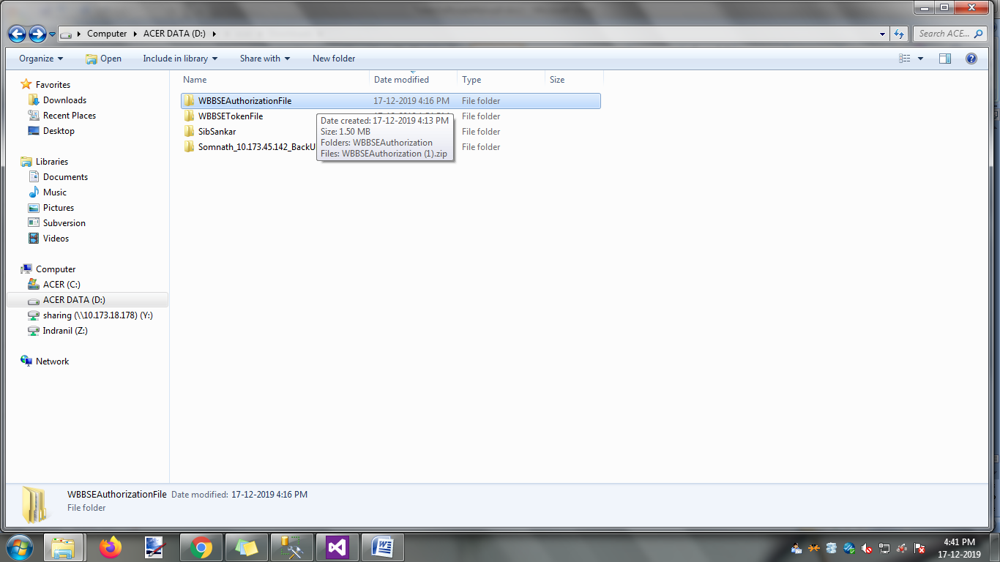 Computer ACER DATA (D:) Search ACE...
Organize Open Include in library Share with New folder
Name Date modified Type Size
WBBSEAuthorizationFile 17-12-2019 4:16 PM File folder
WBBSETokenFile File folder
SibSankar File folder
Somnath_10.173.45.142_BackU File folder
Date created: 17-12-2019 4:13 PM
Size: 1.50 MB
Folders: WBBSEAuthorization
Files: WBBSEAuthorization (1).zip
Favorites
Downloads
Recent Places
Desktop
Libraries
Documents
Music
Pictures
Subversion
Videos
Computer
ACER (C:)
ACER DATA (D:)
sharing (\\10.173.18.178) (Y:)
Indranil (Z:)
Network
WBBSEAuthorizationFile Date modified: 17-12-2019 4:16 PM
File folder
4:41 PM
17-12-2019